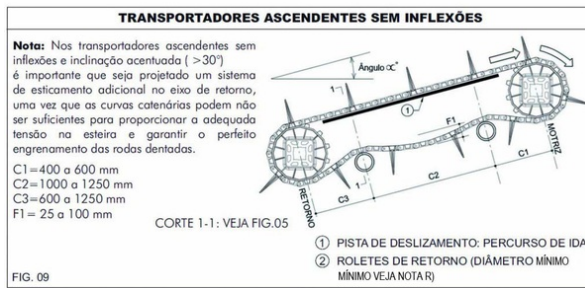 TRANSPORTADORES ASCENDENTES SEM INFLEXÕES
Nota: Nos transportadores ascendentes sem
inflexões e inclinação acentuada ( >30°)
é importante que seja projetado um sistema
de esticamento adicional no eixo de retorno,
uma vez que as curvas catenárias podem não
ser suficientes para proporcionar a adequada
tensão na esteira e garantir o perfeito
engrenamento das rodas dentadas.
C1=400 a 600 mm
C2=1000 a 1250 mm
C3=600 a 1250 mm
F1= 25 a 100 mm
CORTE 1-1: VEJA FIG.05
FIG. 09
Ângulo ∝°
1
1
F1
1
C3
C2
C1
RETORNO
MOTRIZ
1 PISTA DE DESLIZAMENTO: PERCURSO DE IDA
2 ROLETES DE RETORNO (DIÂMETRO MÍNIMO
MÍNIMO VEJA NOTA R)